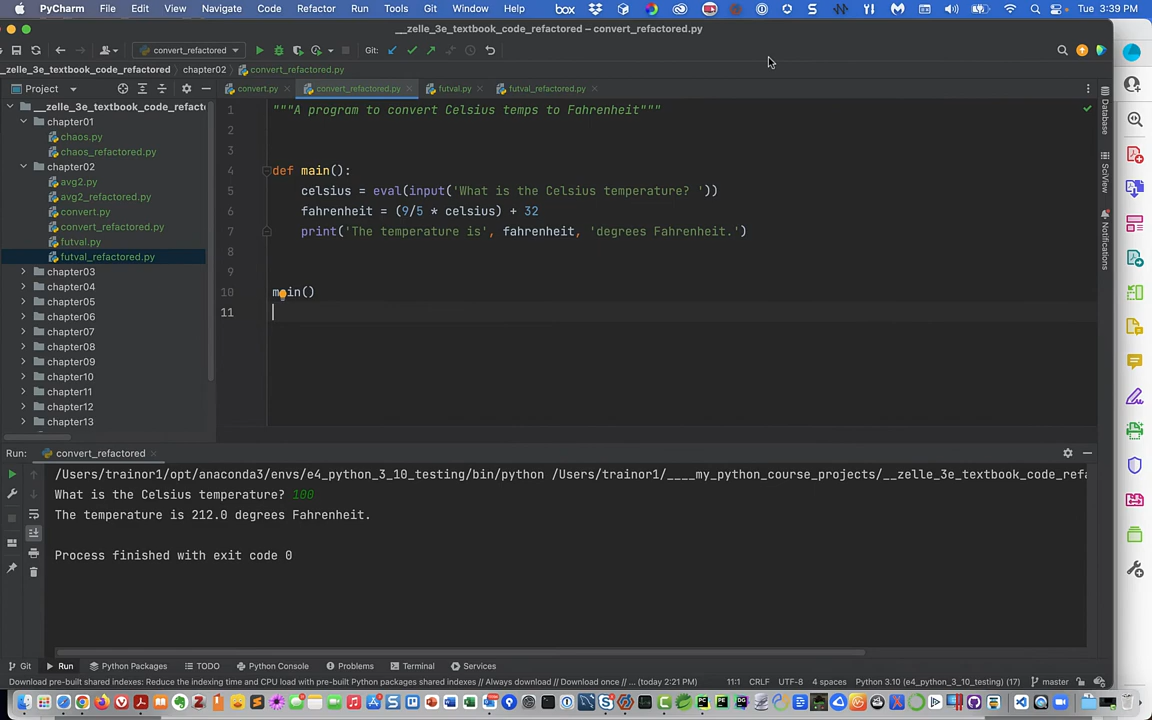 PyCharm File Edit View Navigate Code Refactor Run Tools Git Window Help box Tue 3:39 PM
__zelle_3e_textbook_code_refactored – convert_refactored.py
convert_refactored Git:
__zelle_3e_textbook_code_refactored chapter02 convert_refactored.py
Project convert.py convert_refactored.py futval.py futval_refactored.py
__zelle_3e_textbook_code_refact
chapter01
chaos.py
chaos_refactored.py
chapter02
avg2.py
avg2_refactored.py
convert.py
convert_refactored.py
futval.py
futval_refactored.py
chapter03
chapter04
chapter05
chapter06
chapter07
chapter08
chapter09
chapter10
chapter11
chapter12
chapter13
1 """A program to convert Celsius temps to Fahrenheit"""
2
3
4 def main():
5 celsius = eval(input('What is the Celsius temperature? '))
6 fahrenheit = (9/5 * celsius) + 32
7 print('The temperature is', fahrenheit, 'degrees Fahrenheit.')
8
9
10 main()
11
Database
SciView
Notifications
Run: convert_refactored
/Users/trainor1/opt/anaconda3/envs/e4_python_3_10_testing/bin/python /Users/trainor1/____my_python_course_projects/__zelle_3e_textbook_code_refa
What is the Celsius temperature? 100
The temperature is 212.0 degrees Fahrenheit.
Process finished with exit code 0
Git Run Python Packages TODO Python Console Problems Terminal Services
Download pre-built shared indexes: Reduce the indexing time and CPU load with pre-built Python packages shared indexes // Always download // Download once // ... (today 2:21 PM) 11:1 CRLF UTF-8 4 spaces Python 3.10 (e4_python_3_10_testing) (17) master